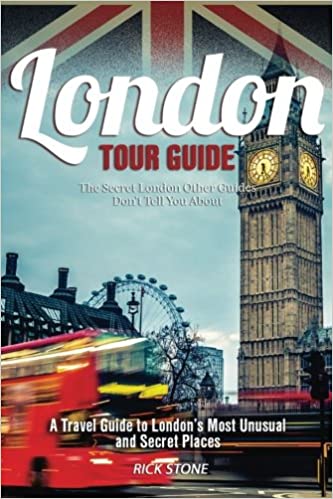 London
TOUR GUIDE
The Secret London Other Guides
Don't Tell You About
A Travel Guide to London's Most Unusual
and Secret Places
RICK STONE